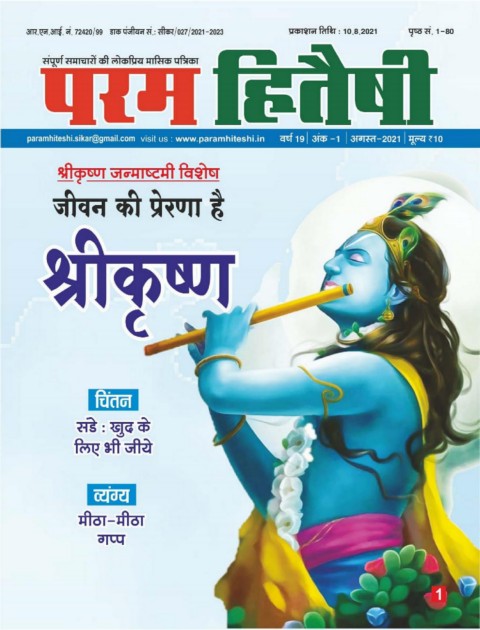 आर.एन.आई. नं. 72420/99 डाक पंजीयन सं.: सीकर/027/2021-2023 प्रकाशन तिथि : 10,8,2021 पृष्ठ सं. 1-80
संपूर्ण समाचारों की लोकप्रिय मासिक पत्रिका
परम हितैषी
paramhiteshi.sikar@gmail.com visit us : www.paramhiteshi.in वर्ष 19 | अंक -1 | अगस्त-2021 | मूल्य ₹10
श्रीकृष्ण जन्माष्टमी विशेष
जीवन की प्रेरणा है
श्रीकृष्ण
चिंतन
संडे : खुद के
लिए भी जीये
व्यंग्य
मीठा-मीठा
गप्प
1